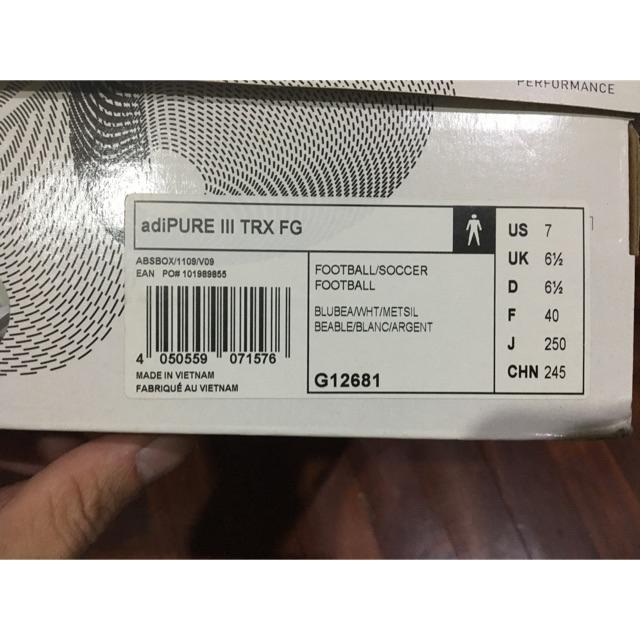 PERFORMANCE
adiPURE III TRX FG
ABSBOX/1109/V09
EAN PO# 101989855
4 050559 071576
MADE IN VIETNAM
FABRIQUÉ AU VIETNAM
FOOTBALL/SOCCER
FOOTBALL
BLUBEA/WHT/METSIL
BEABLE/BLANC/ARGENT
G12681
US 7
UK 6½
D 6½
F 40
J 250
CHN 245